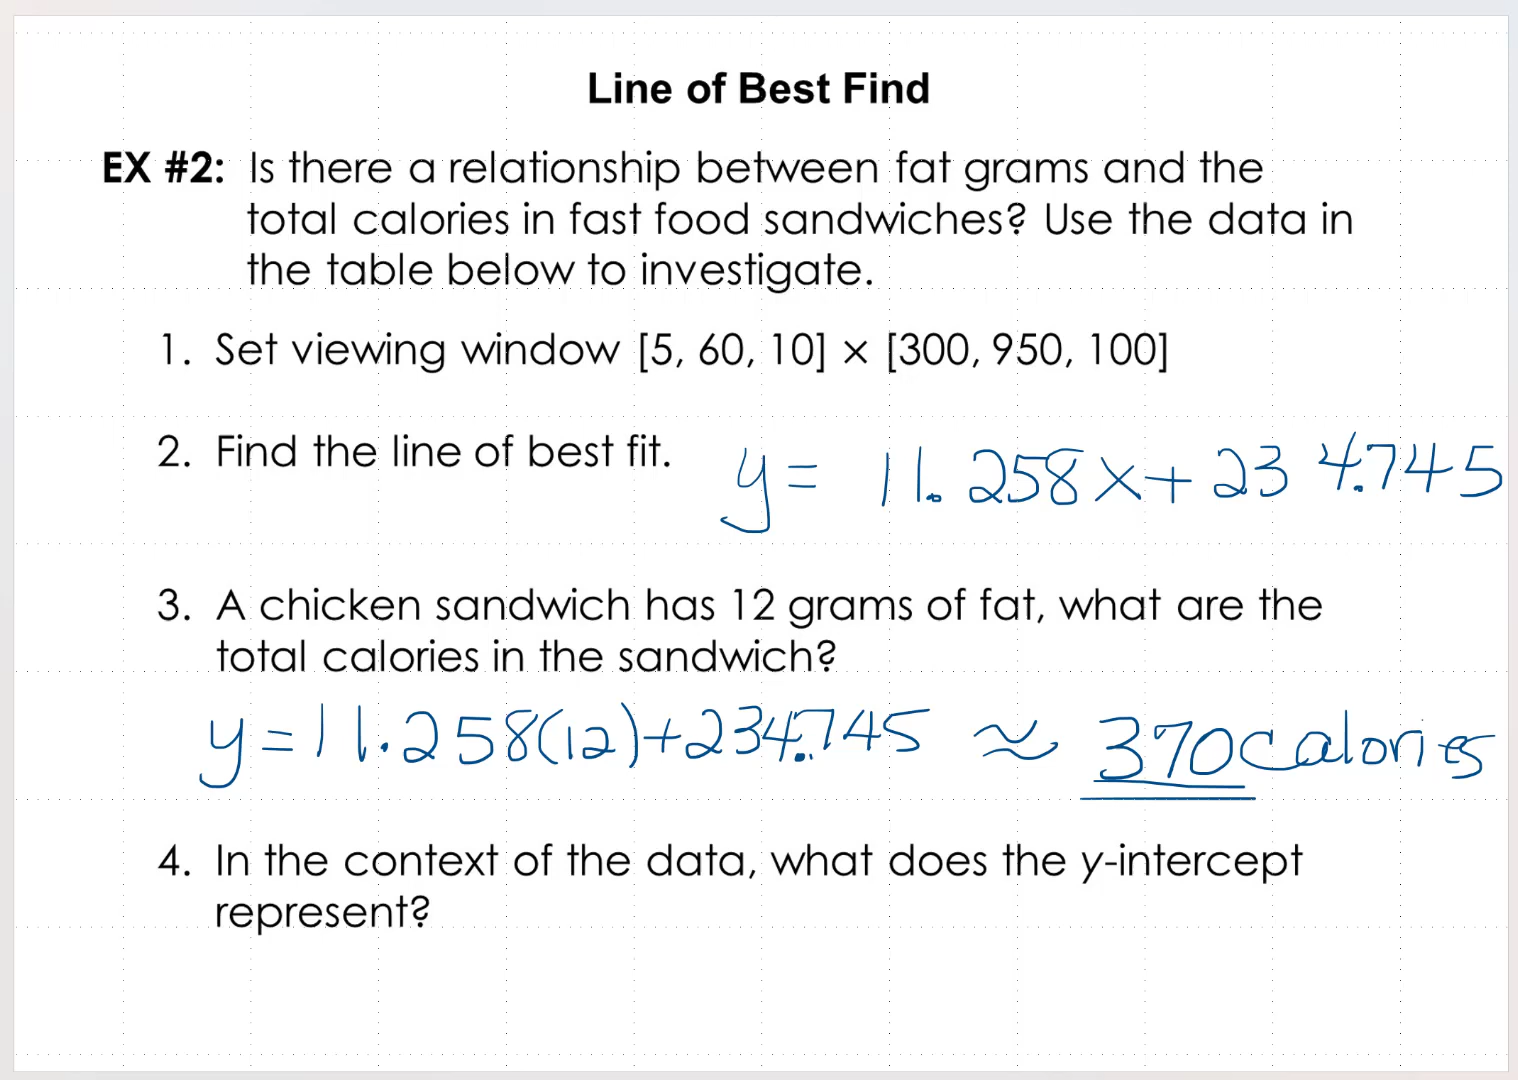 Line of Best Find
EX #2: Is there a relationship between fat grams and the
total calories in fast food sandwiches? Use the data in
the table below to investigate.
1. Set viewing window [5, 60, 10] × [300, 950, 100]
2. Find the line of best fit. y = 11.258x+234.745
3. A chicken sandwich has 12 grams of fat, what are the
total calories in the sandwich?
y=11.258(12)+234.745 ≈ 370 calories
4. In the context of the data, what does the y-intercept
represent?